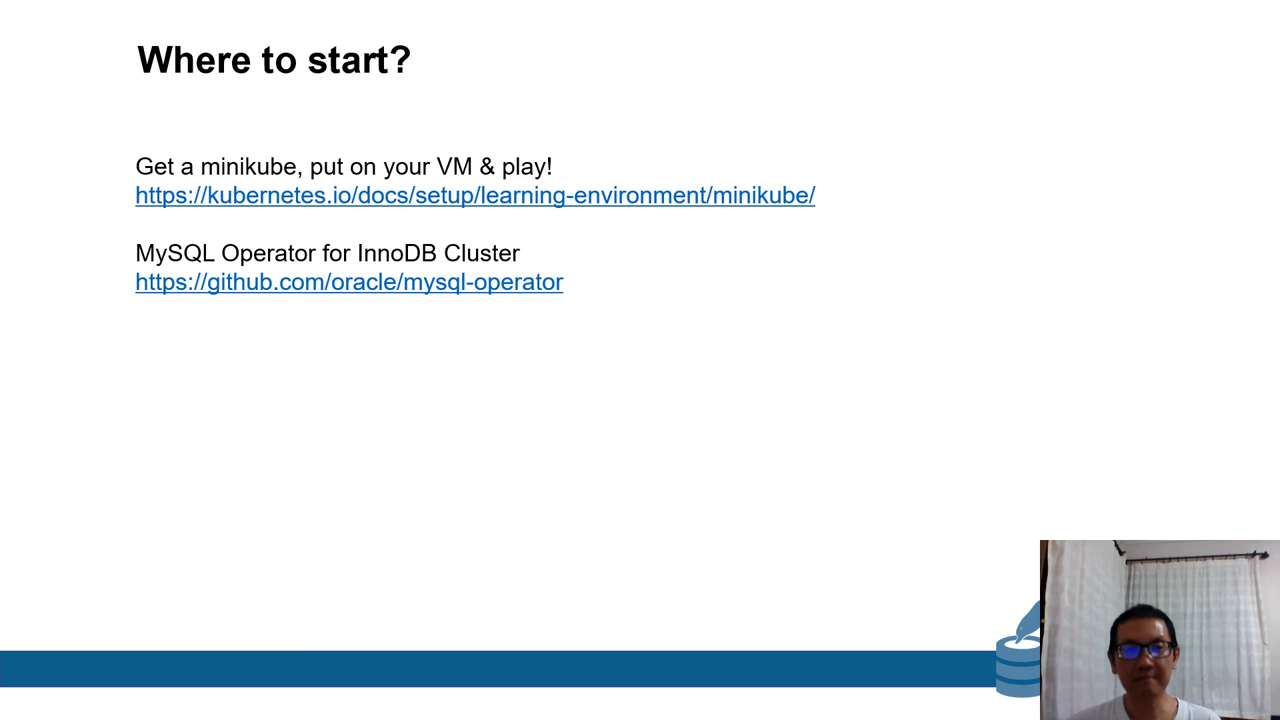 Where to start?
Get a minikube, put on your VM & play!
https://kubernetes.io/docs/setup/learning-environment/minikube/
MySQL Operator for InnoDB Cluster
https://github.com/oracle/mysql-operator